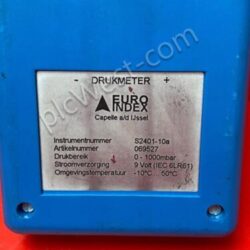 - DRUKMETER +
EURO
INDEX
Capelle a/d IJssel
Instrumentnummer S2401-10a
Artikelnummer 069527
Drukbereik 0 - 1000mbar
Stroomverzorging 9 Volt (IEC 6LR61)
Omgevingstemperatuur -10°C ... 50°C
plcWest.com